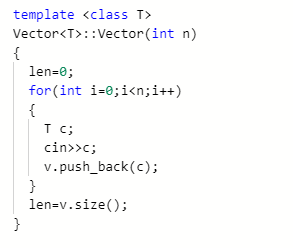 template <class T>
Vector<T>::Vector(int n)
{
len=0;
for(int i=0;i<n;i++)
{
T c;
cin>>c;
v.push_back(c);
}
len=v.size();
}